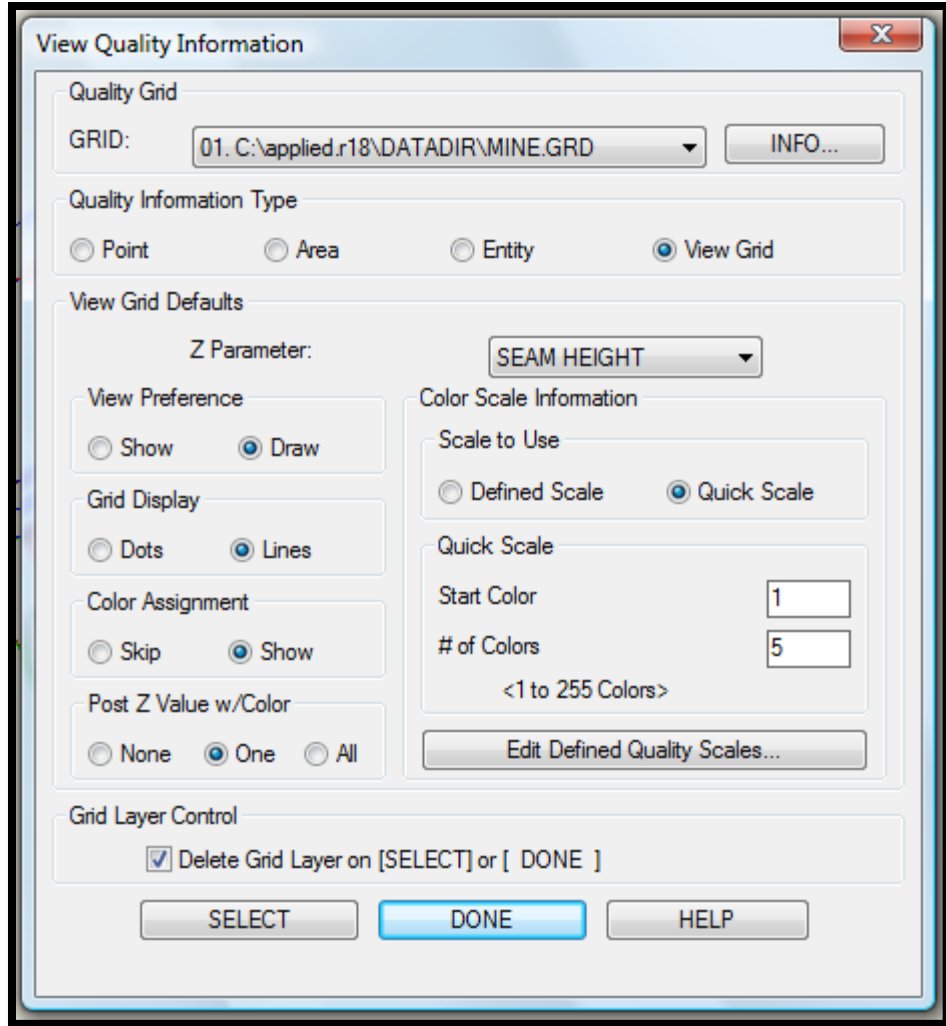 View Quality Information
Quality Grid
GRID: 01. C:\applied.r18\DATADIR\MINE.GRD INFO...
Quality Information Type
Point Area Entity View Grid
View Grid Defaults
Z Parameter: SEAM HEIGHT
View Preference
Show Draw
Grid Display
Dots Lines
Color Assignment
Skip Show
Post Z Value w/Color
None One All
Color Scale Information
Scale to Use
Defined Scale Quick Scale
Quick Scale
Start Color 1
# of Colors 5
<1 to 255 Colors>
Edit Defined Quality Scales...
Grid Layer Control
Delete Grid Layer on [SELECT] or [  DONE  ]
SELECT DONE HELP